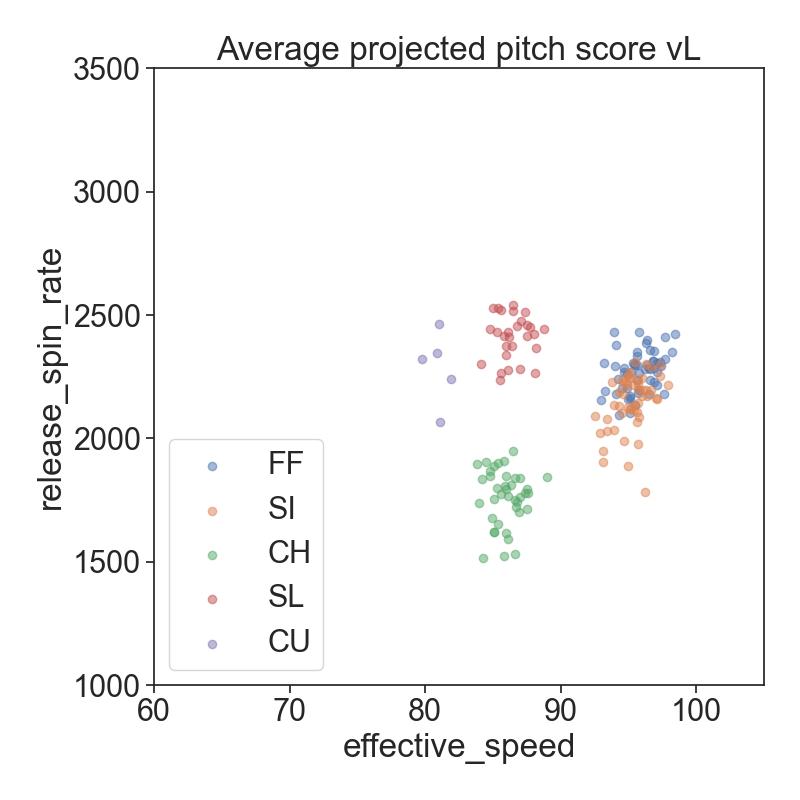 Average projected pitch score vL
3500
3000
2500
2000
1500
1000
release_spin_rate
FF
SI
CH
SL
CU
60
70
80
90
100
effective_speed